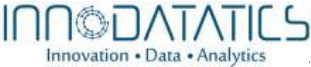 INNODATATICS
Innovation • Data • Analytics